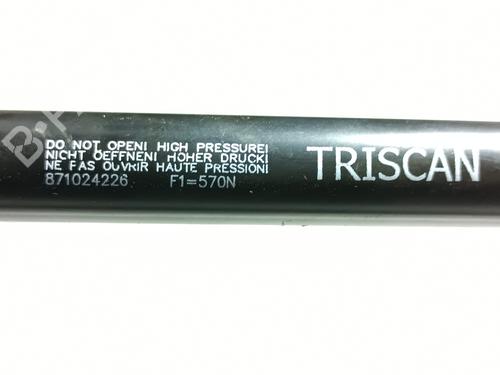 DO NOT OPEN! HIGH PRESSURE!
NICHT OEFFNEN! HOHER DRUCK!
NE PAS OUVRIR HAUTE PRESSION!
871024226 F1=570N
TRISCAN